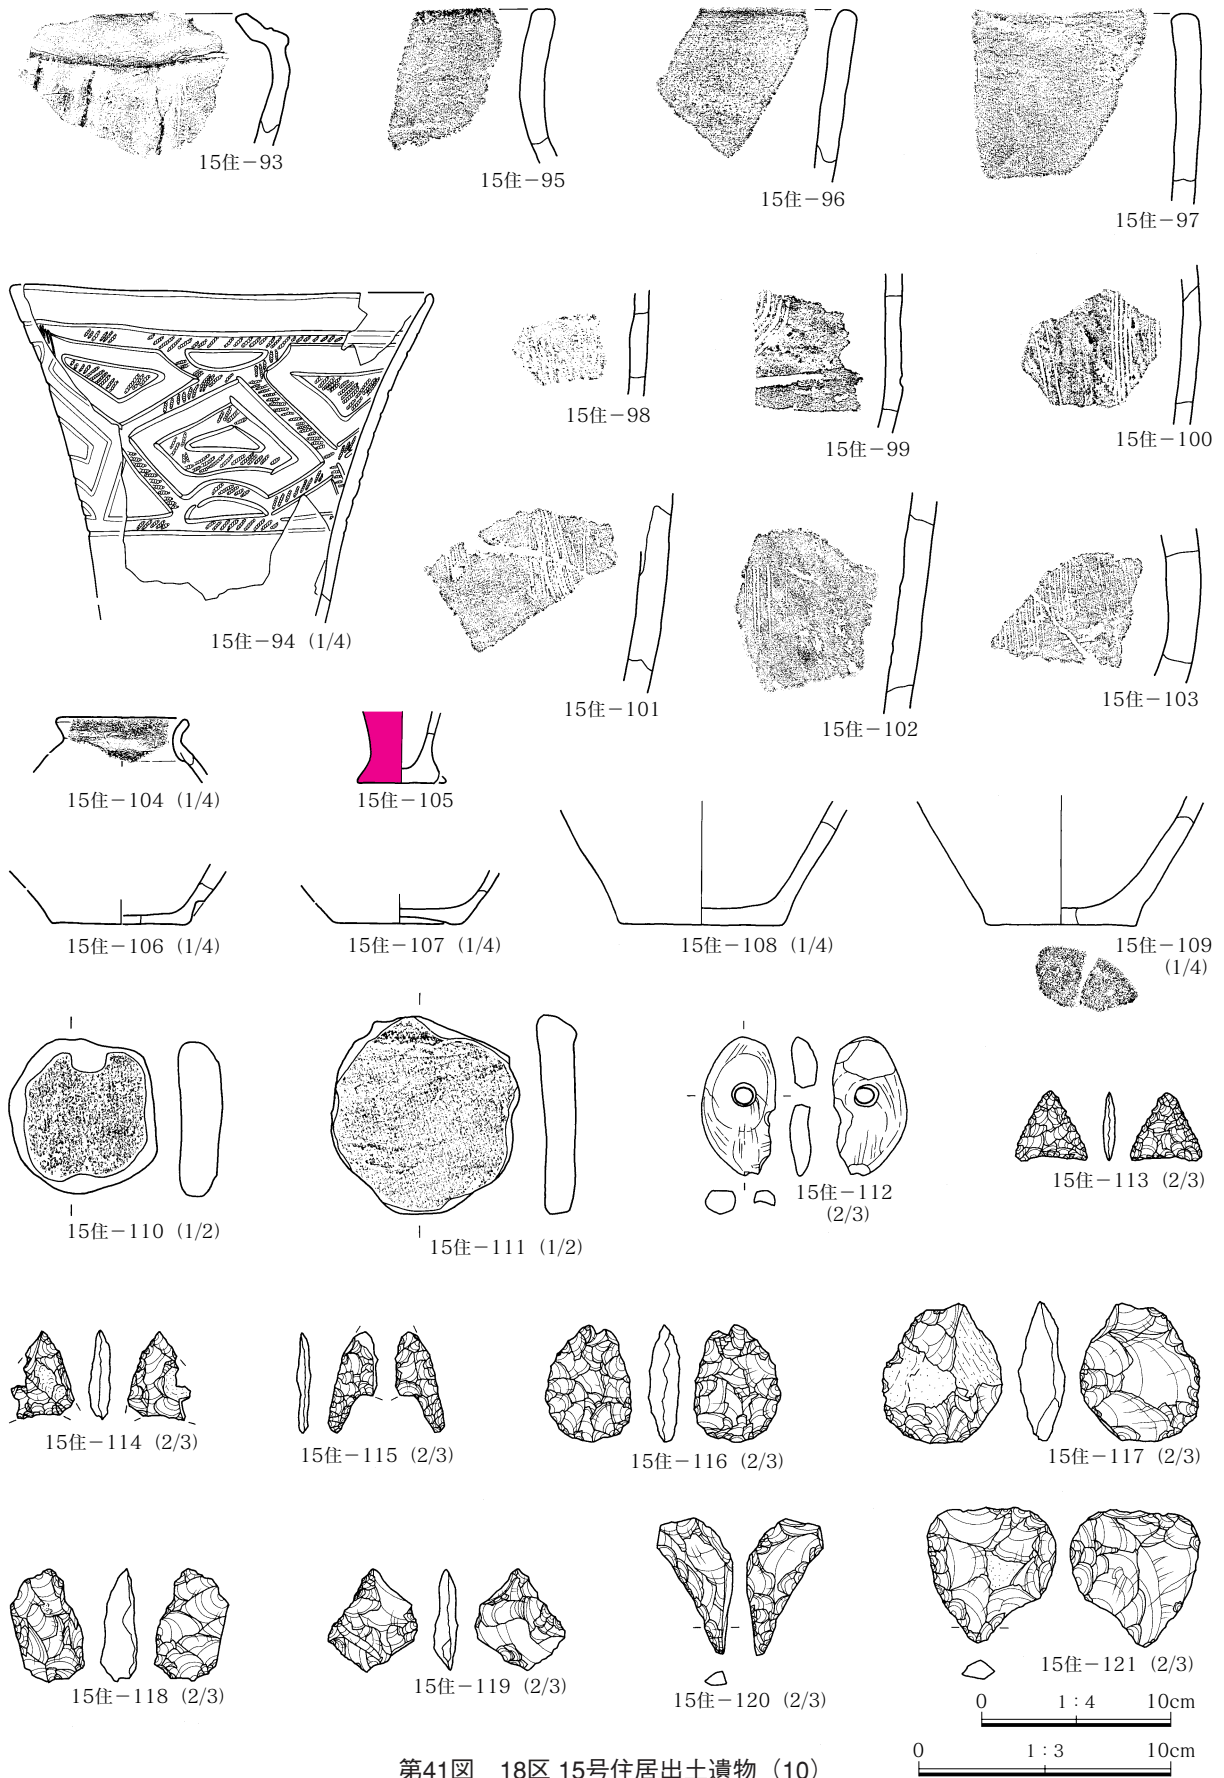 15住－93
15住－95
15住－96
15住－97
15住－94 (1/4)
15住－98
15住－99
15住－100
15住－101
15住－102
15住－103
15住－104 (1/4)
15住－105
15住－106 (1/4)
15住－107 (1/4)
15住－108 (1/4)
15住－109
(1/4)
15住－110 (1/2)
15住－111 (1/2)
15住－112
(2/3)
15住－113 (2/3)
15住－114 (2/3)
15住－115 (2/3)
15住－116 (2/3)
15住－117 (2/3)
15住－118 (2/3)
15住－119 (2/3)
15住－120 (2/3)
15住－121 (2/3)
0 1：4 10cm
0 1：3 10cm
第41図　18区 15号住居出土遺物（10）